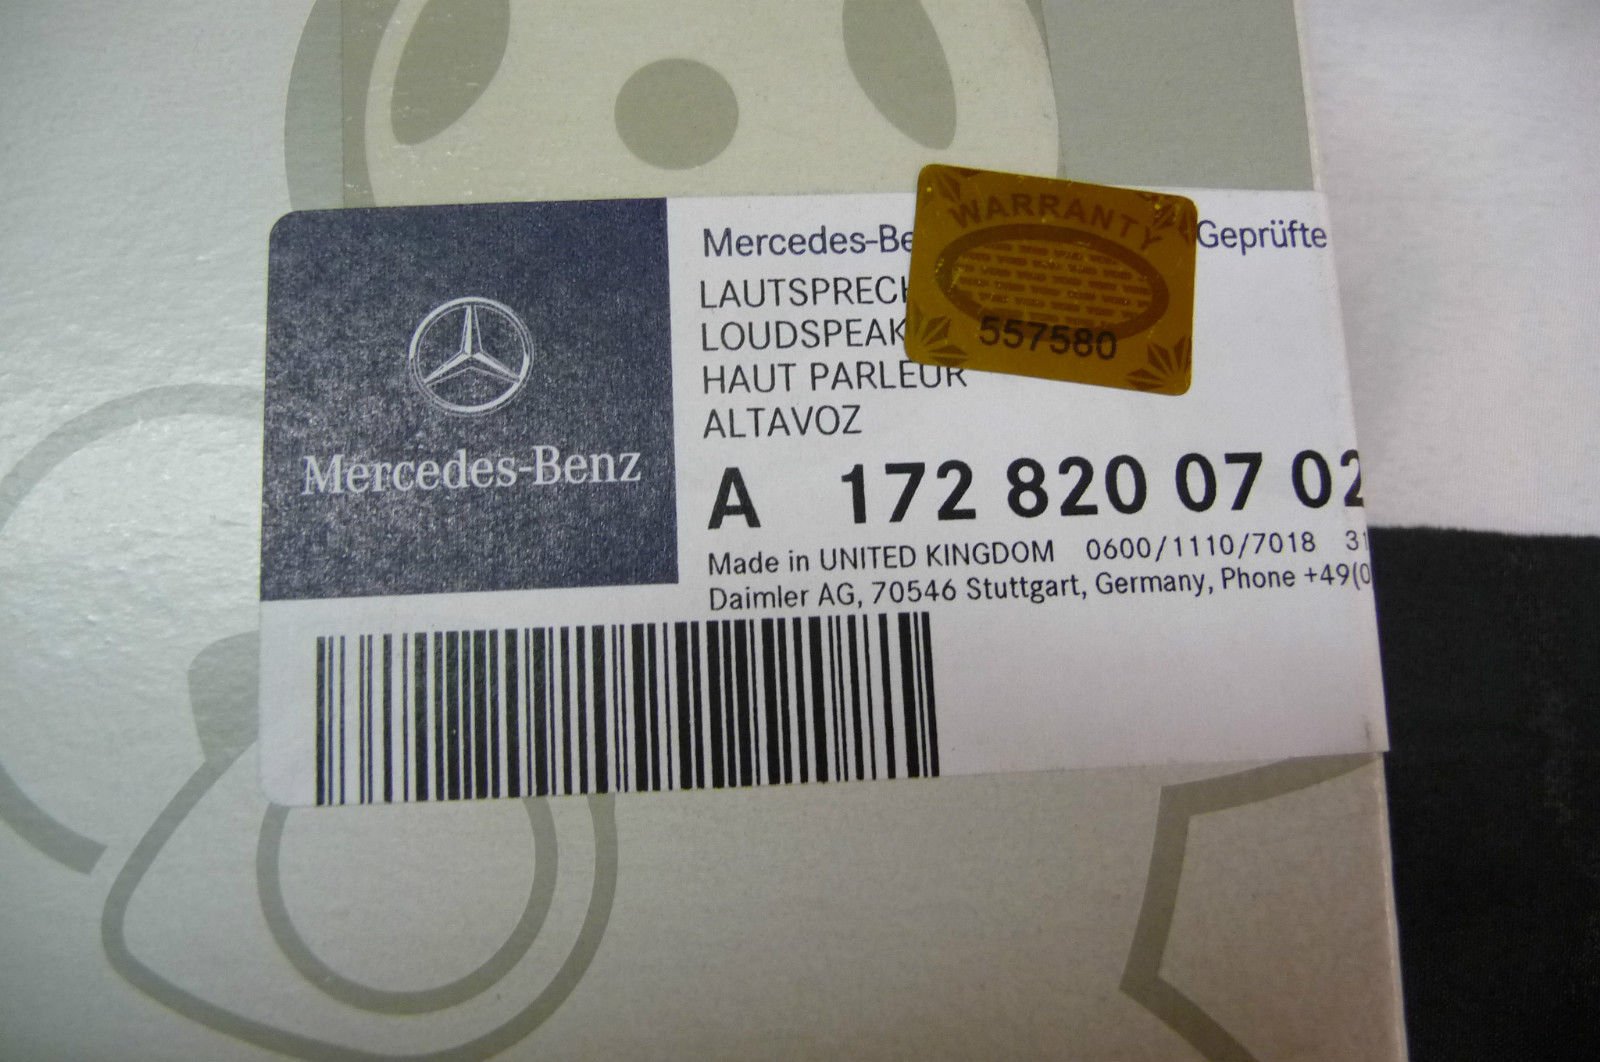 Mercedes-Benz
Mercedes-Be Geprüfte
LAUTSPRECH
LOUDSPEAK
HAUT PARLEUR
ALTAVOZ
A 172 820 07 02
Made in UNITED KINGDOM 0600/1110/7018 31
Daimler AG, 70546 Stuttgart, Germany, Phone +49(0
WARRANTY
557580